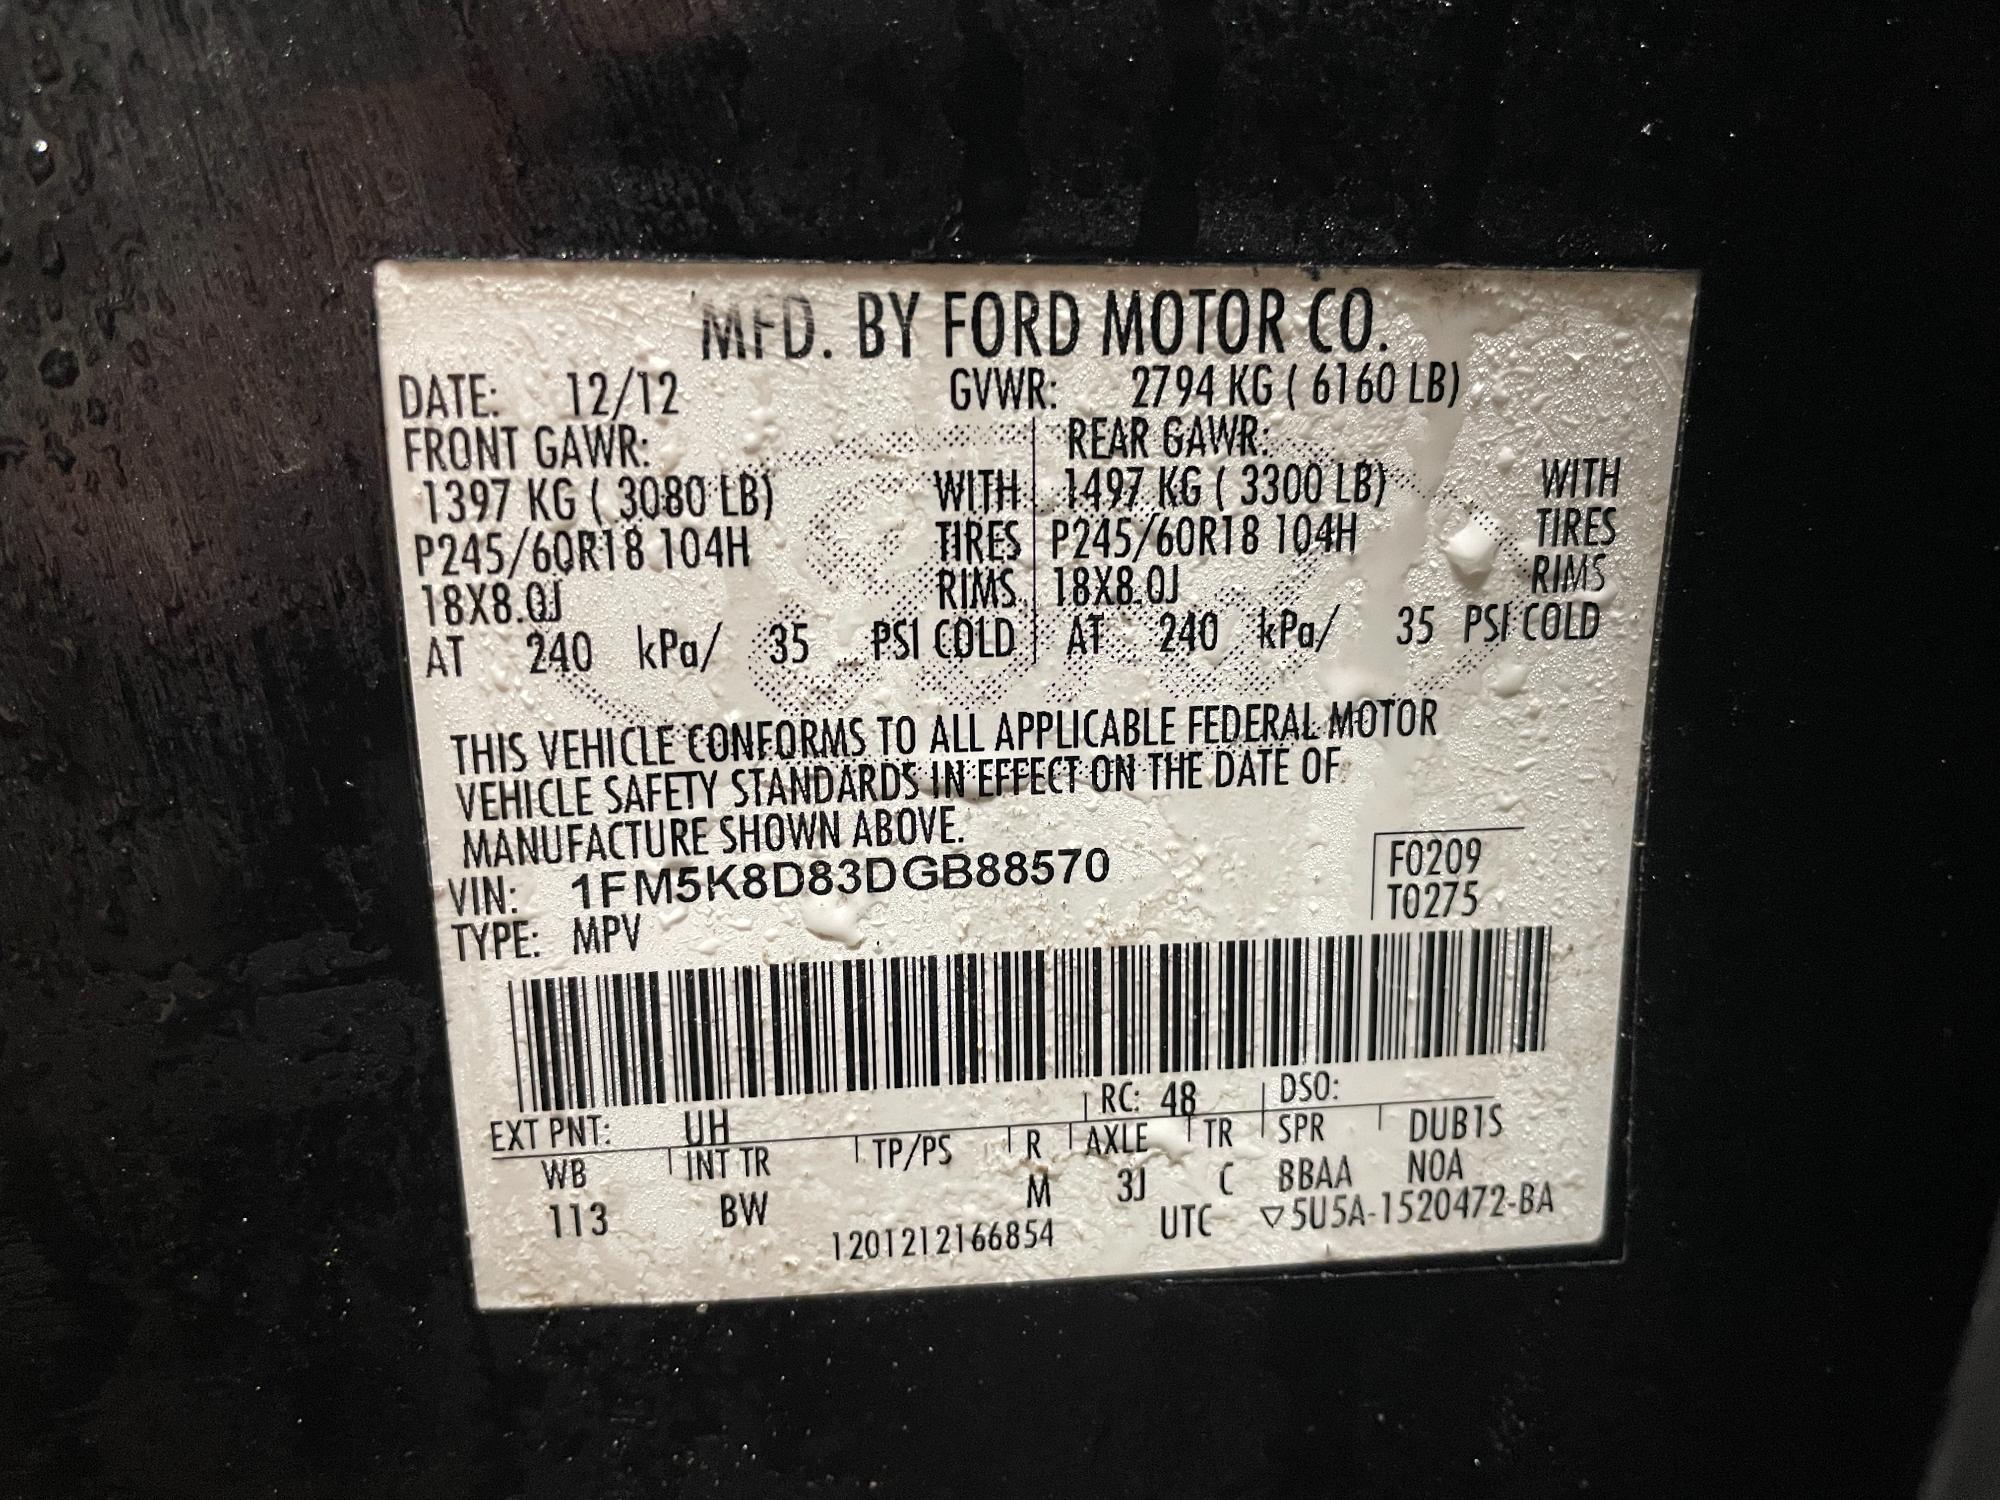 MFD. BY FORD MOTOR CO.
DATE: 12/12 GVWR: 2794 KG ( 6160 LB)
FRONT GAWR: REAR GAWR:
1397 KG ( 3080 LB) WITH 1497 KG ( 3300 LB) WITH
P245/60R18 104H TIRES P245/60R18 104H TIRES
18X8.0J RIMS 18X8.0J RIMS
AT 240 kPa/ 35 PSI COLD AT 240 kPa/ 35 PSI COLD
THIS VEHICLE CONFORMS TO ALL APPLICABLE FEDERAL MOTOR
VEHICLE SAFETY STANDARDS IN EFFECT ON THE DATE OF
MANUFACTURE SHOWN ABOVE.
VIN: 1FM5K8D83DGB88570 F0209
TYPE: MPV T0275
EXT PNT: UH RC: 48 DSO:
WB INT TR TP/PS R AXLE TR SPR DUB1S
113 BW M 3J C BBAA NOA
1201212166854 UTC ▽5U5A-1520472-BA